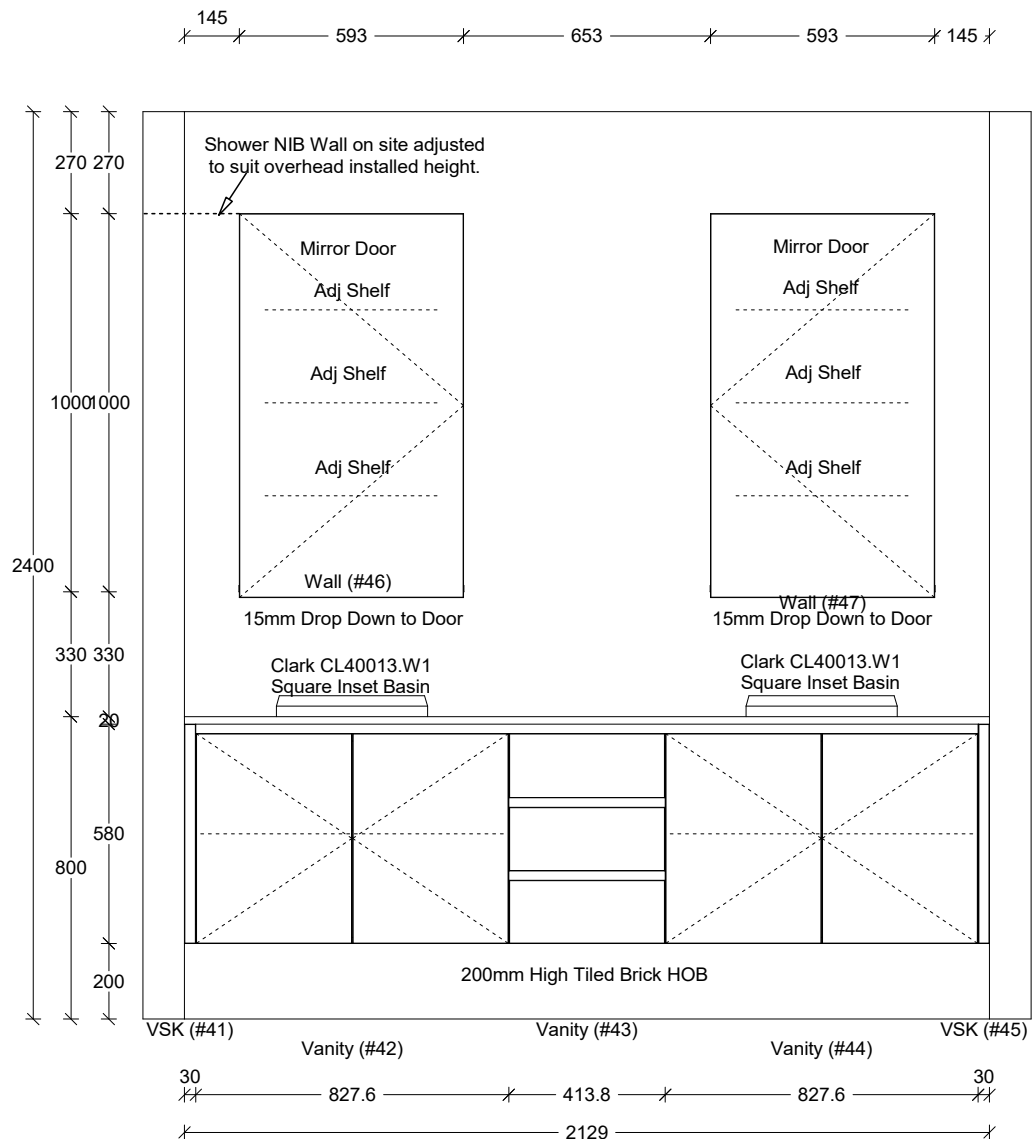 145
593
653
593
145
Shower NIB Wall on site adjusted
to suit overhead installed height.
270
270
Mirror Door
Mirror Door
Adj Shelf
Adj Shelf
Adj Shelf
Adj Shelf
1000
1000
Adj Shelf
Adj Shelf
2400
Wall (#46)
Wall (#47)
15mm Drop Down to Door
15mm Drop Down to Door
330
330
Clark CL40013.W1
Square Inset Basin
Clark CL40013.W1
Square Inset Basin
20
580
800
200
200mm High Tiled Brick HOB
VSK (#41)
Vanity (#43)
VSK (#45)
Vanity (#42)
Vanity (#44)
30
827.6
413.8
827.6
30
2129